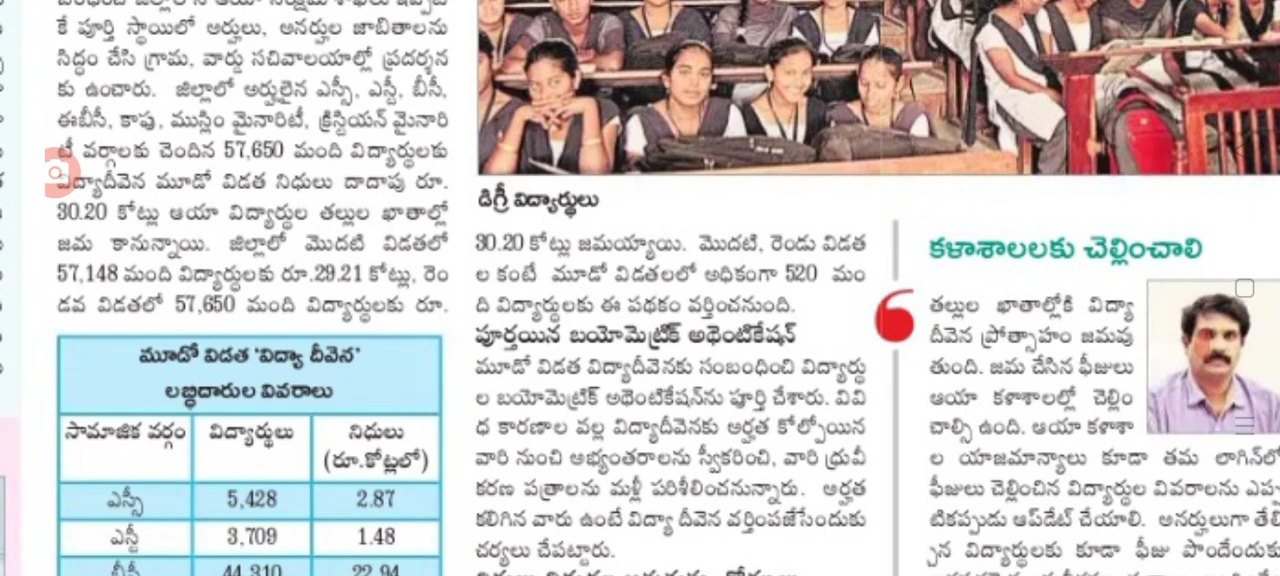 కే పూర్తి స్థాయిలో అర్హులు, అనర్హుల జాబితాలను
సిద్ధం చేసి గ్రామ, వార్డు సచివాలయాల్లో ప్రదర్శన
కు ఉంచారు. జిల్లాలో అర్హులైన ఎస్సీ, ఎస్టీ, బీసీ,
ఈబీసీ, కాపు, ముస్లిం మైనారిటీ, క్రిస్టియన్ మైనారి
టీ వర్గాలకు చెందిన 57,650 మంది విద్యార్థులకు
విద్యాదీవెన మూడో విడత నిధులు దాదాపు రూ.
30.20 కోట్లు ఆయా విద్యార్థుల తల్లుల ఖాతాల్లో
జమ కానున్నాయి. జిల్లాలో మొదటి విడతలో
57,148 మంది విద్యార్థులకు రూ.29.21 కోట్లు, రెం
డవ విడతలో 57,650 మంది విద్యార్థులకు రూ.
మూడో విడత ‘విద్యా దీవెన’
లబ్ధిదారుల వివరాలు
సామాజిక వర్గం విద్యార్థులు నిధులు
(రూ.కోట్లలో)
ఎస్సీ 5,428 2.87
ఎస్టీ 3,709 1.48
బీసీ 44,310 22.94
డిగ్రీ విద్యార్థులు
30.20 కోట్లు జమయ్యాయి. మొదటి, రెండు విడత
ల కంటే మూడో విడతలలో అధికంగా 520 మం
ది విద్యార్థులకు ఈ పథకం వర్తించనుంది.
పూర్తయిన బయోమెట్రిక్ అథెంటికేషన్
మూడో విడత విద్యాదీవెనకు సంబంధించి విద్యార్థు
ల బయోమెట్రిక్ అథెంటికేషన్‌ను పూర్తి చేశారు. వివి
ధ కారణాల వల్ల విద్యాదీవెనకు అర్హత కోల్పోయిన
వారి నుంచి అభ్యంతరాలను స్వీకరించి, వారి ధ్రువీ
కరణ పత్రాలను మళ్లీ పరిశీలించనున్నారు. అర్హత
కలిగిన వారు ఉంటే విద్యా దీవెన వర్తింపజేసేందుకు
చర్యలు చేపట్టారు.
కళాశాలలకు చెల్లించాలి
తల్లుల ఖాతాల్లోకి విద్యా
దీవెన ప్రోత్సాహం జమవు
తుంది. జమ చేసిన ఫీజులు
ఆయా కళాశాలల్లో చెల్లిం
చాల్సి ఉంది. ఆయా కళాశా
ల యాజమాన్యాలు కూడా తమ లాగిన్‌లో
ఫీజులు చెల్లించిన విద్యార్థుల వివరాలను
టికప్పుడు ఆప్‌డేట్ చేయాలి. అనర్హులుగా
న విద్యార్థులకు కూడా ఫీజు పొందేందుకు